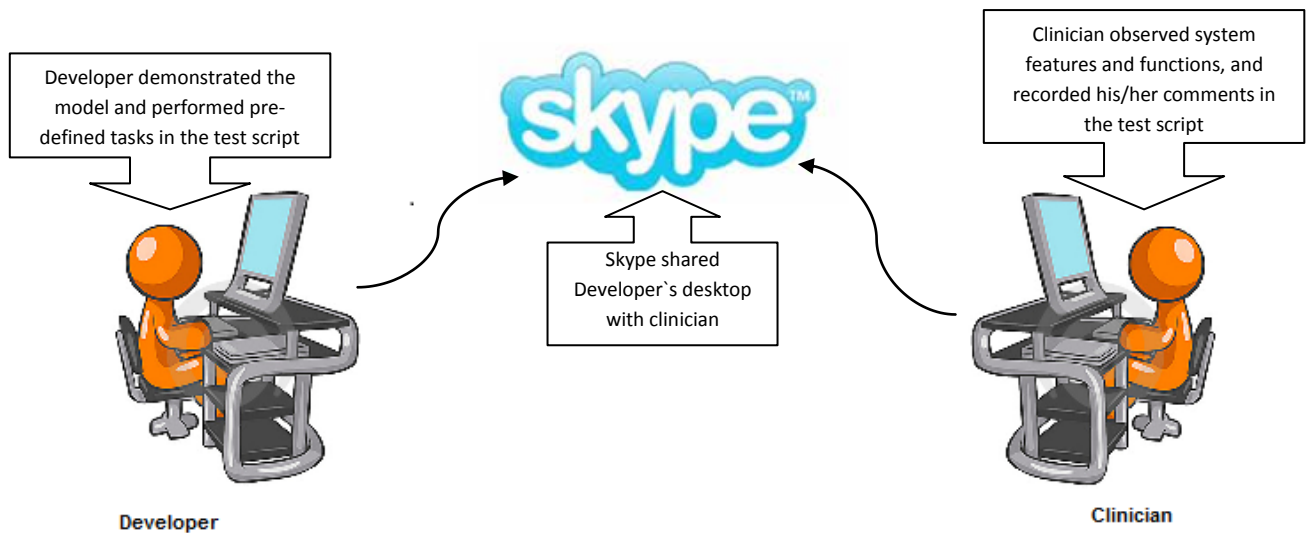 Developer demonstrated the
model and performed pre-
defined tasks in the test script
skype™
Clinician observed system
features and functions, and
recorded his/her comments in
the test script
Skype shared
Developer`s desktop
with clinician
Developer
Clinician